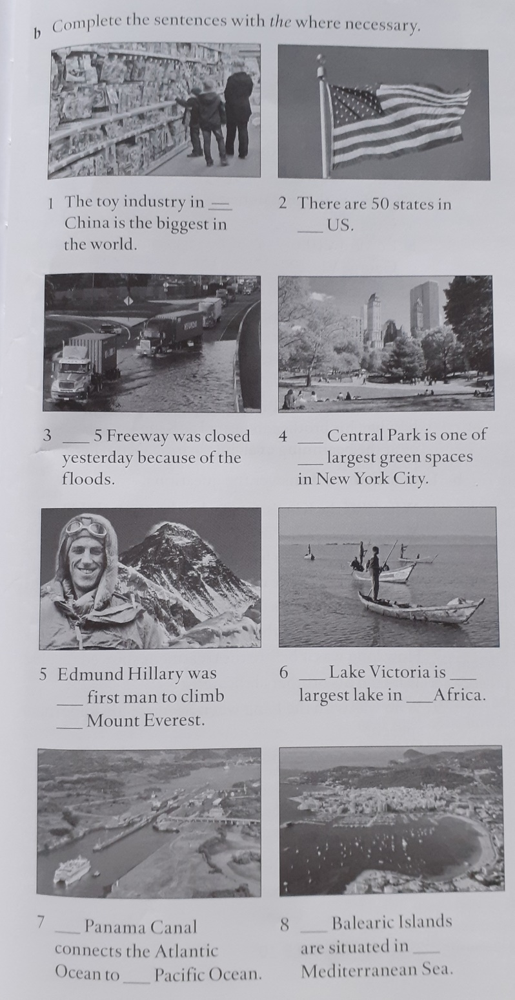 b Complete the sentences with the where necessary.
1 The toy industry in __
China is the biggest in
the world.
2 There are 50 states in
___ US.
3 ___ 5 Freeway was closed
yesterday because of the
floods.
4 ___ Central Park is one of
___ largest green spaces
in New York City.
5 Edmund Hillary was
___ first man to climb
___ Mount Everest.
6 ___ Lake Victoria is ___
largest lake in ___ Africa.
7 ___ Panama Canal
connects the Atlantic
Ocean to ___ Pacific Ocean.
8 ___ Balearic Islands
are situated in ___
Mediterranean Sea.